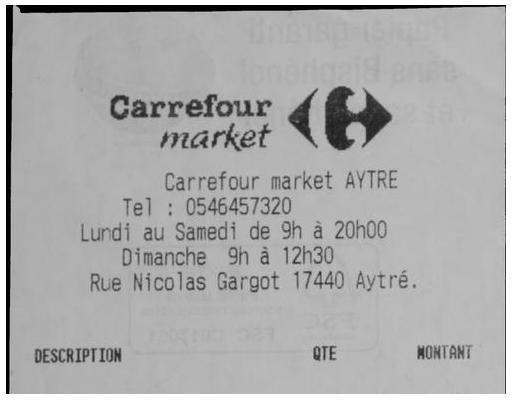 Papier garanti
sans Bisphénol
Carrefour
market
Carrefour market AYTRE
Tel : 0546457320
Lundi au Samedi de 9h à 20h00
Dimanche 9h à 12h30
Rue Nicolas Gargot 17440 Aytré.
FSC
DESCRIPTION QTE MONTANT